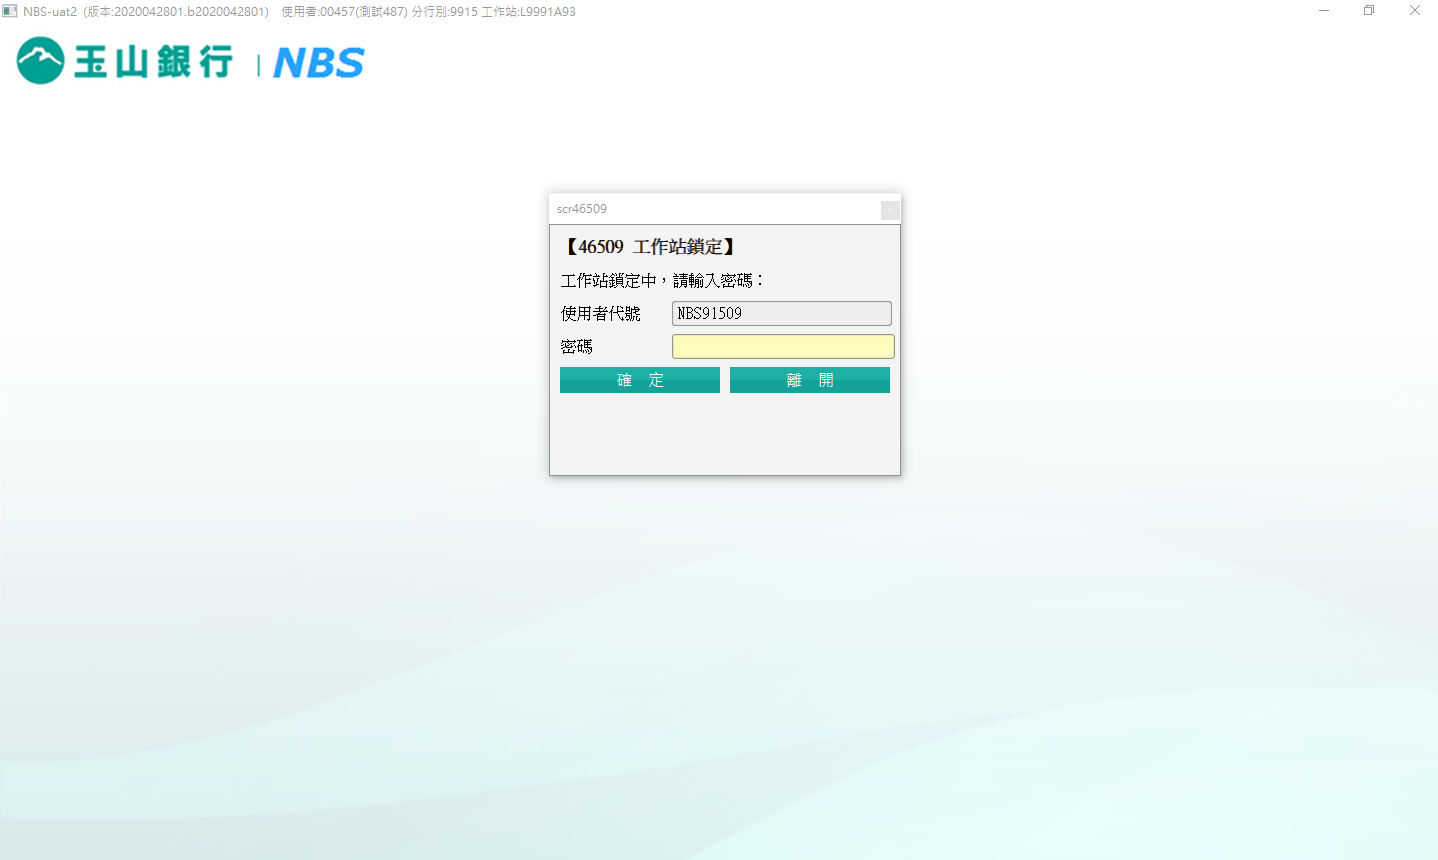 NBS-uat2 (版本:2020042801.b2020042801) 使用者:00457(測試487) 分行別:9915 工作站:L9991A93
玉山銀行 | NBS
scr46509
x
【46509 工作站鎖定】
工作站鎖定中，請輸入密碼：
使用者代號 NBS91509
密碼
確 定 離 開